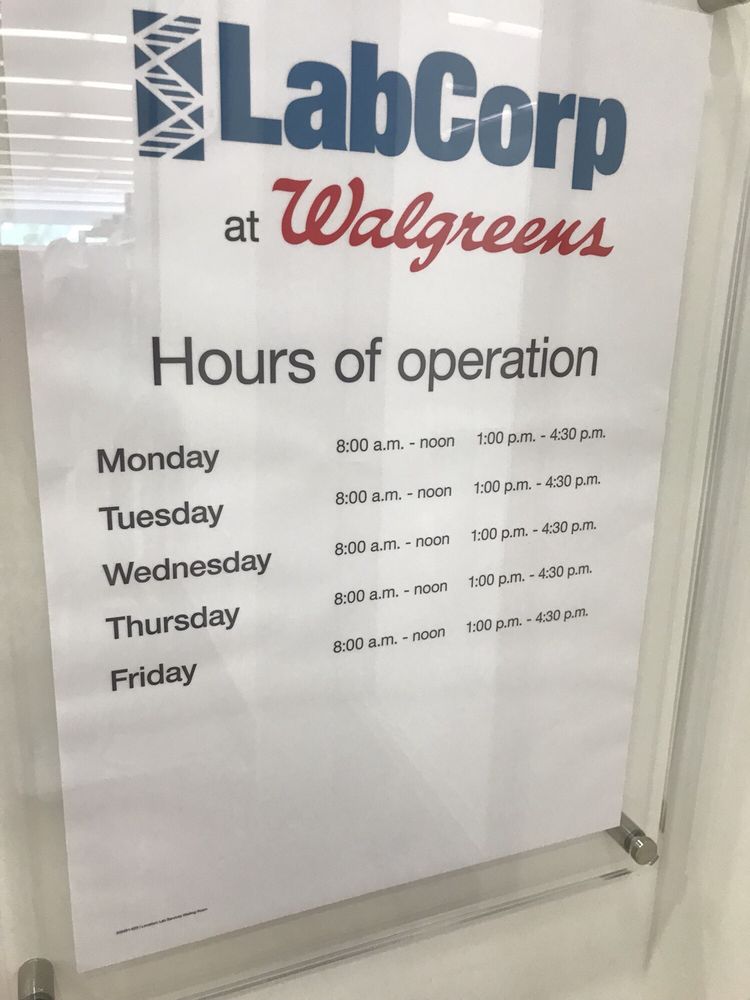 LabCorp
at Walgreens
Hours of operation
Monday 8:00 a.m. - noon 1:00 p.m. - 4:30 p.m.
Tuesday 8:00 a.m. - noon 1:00 p.m. - 4:30 p.m.
Wednesday 8:00 a.m. - noon 1:00 p.m. - 4:30 p.m.
Thursday 8:00 a.m. - noon 1:00 p.m. - 4:30 p.m.
Friday 8:00 a.m. - noon 1:00 p.m. - 4:30 p.m.